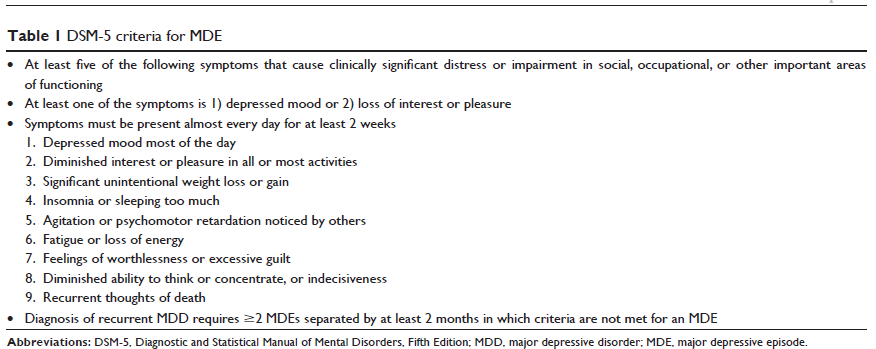 Table 1 DSM-5 criteria for MDE
• At least five of the following symptoms that cause clinically significant distress or impairment in social, occupational, or other important areas
of functioning
• At least one of the symptoms is 1) depressed mood or 2) loss of interest or pleasure
• Symptoms must be present almost every day for at least 2 weeks
1. Depressed mood most of the day
2. Diminished interest or pleasure in all or most activities
3. Significant unintentional weight loss or gain
4. Insomnia or sleeping too much
5. Agitation or psychomotor retardation noticed by others
6. Fatigue or loss of energy
7. Feelings of worthlessness or excessive guilt
8. Diminished ability to think or concentrate, or indecisiveness
9. Recurrent thoughts of death
• Diagnosis of recurrent MDD requires ≥2 MDEs separated by at least 2 months in which criteria are not met for an MDE
Abbreviations: DSM-5, Diagnostic and Statistical Manual of Mental Disorders, Fifth Edition; MDD, major depressive disorder; MDE, major depressive episode.